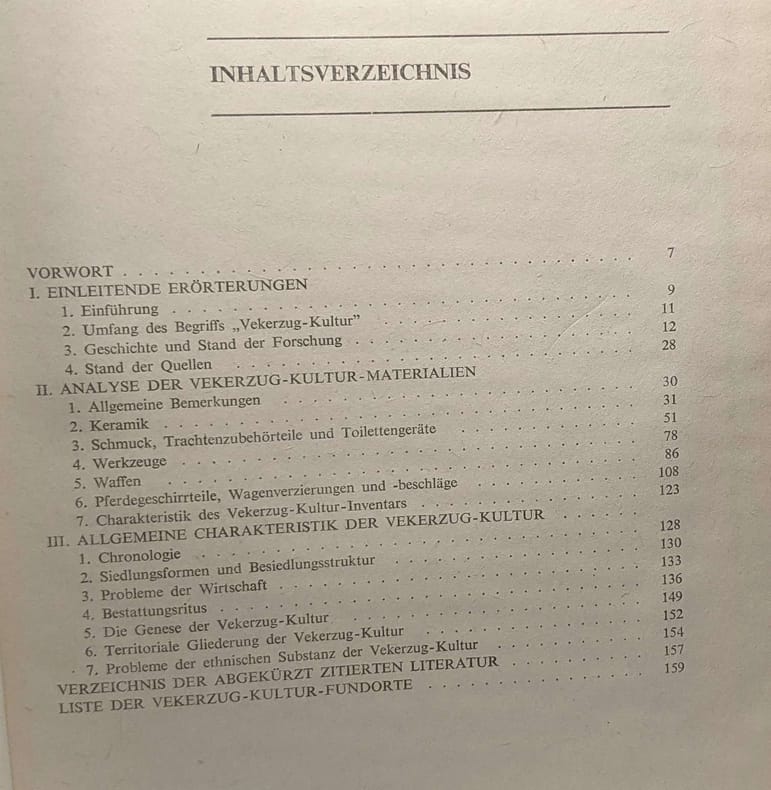 INHALTSVERZEICHNIS
VORWORT . . . . . . . . . . . . . . . . . . . . . . . . 7
I. EINLEITENDE ERÖRTERUNGEN
1. Einführung . . . . . . . . . . . . . . . . . . . . . . 9
2. Umfang des Begriffs „Vekerzug-Kultur” . . . . . . . . . . . 11
3. Geschichte und Stand der Forschung . . . . . . . . . . . . 12
4. Stand der Quellen . . . . . . . . . . . . . . . . . . . 28
II. ANALYSE DER VEKERZUG-KULTUR-MATERIALIEN
1. Allgemeine Bemerkungen . . . . . . . . . . . . . . . . . 30
2. Keramik . . . . . . . . . . . . . . . . . . . . . . . 31
3. Schmuck, Trachtenzubehörteile und Toilettengeräte . . . . . . . . 51
4. Werkzeuge . . . . . . . . . . . . . . . . . . . . . . 78
5. Waffen . . . . . . . . . . . . . . . . . . . . . . . 86
6. Pferdegeschirrteile, Wagenverzierungen und -beschläge . . . . . . . 108
7. Charakteristik des Vekerzug-Kultur-Inventars . . . . . . . . . . 123
III. ALLGEMEINE CHARAKTERISTIK DER VEKERZUG-KULTUR . . . .
1. Chronologie . . . . . . . . . . . . . . . . . . . . . 128
2. Siedlungsformen und Besiedlungsstruktur . . . . . . . . . . . 130
3. Probleme der Wirtschaft . . . . . . . . . . . . . . . . . 133
4. Bestattungsritus . . . . . . . . . . . . . . . . . . . . 136
5. Die Genese der Vekerzug-Kultur . . . . . . . . . . . . . . 149
6. Territoriale Gliederung der Vekerzug-Kultur . . . . . . . . . . 152
7. Probleme der ethnischen Substanz der Vekerzug-Kultur . . . . . . . 154
VERZEICHNIS DER ABGEKÜRZT ZITIERTEN LITERATUR . . . . . . 157
LISTE DER VEKERZUG-KULTUR-FUNDORTE . . . . . . . . . . 159